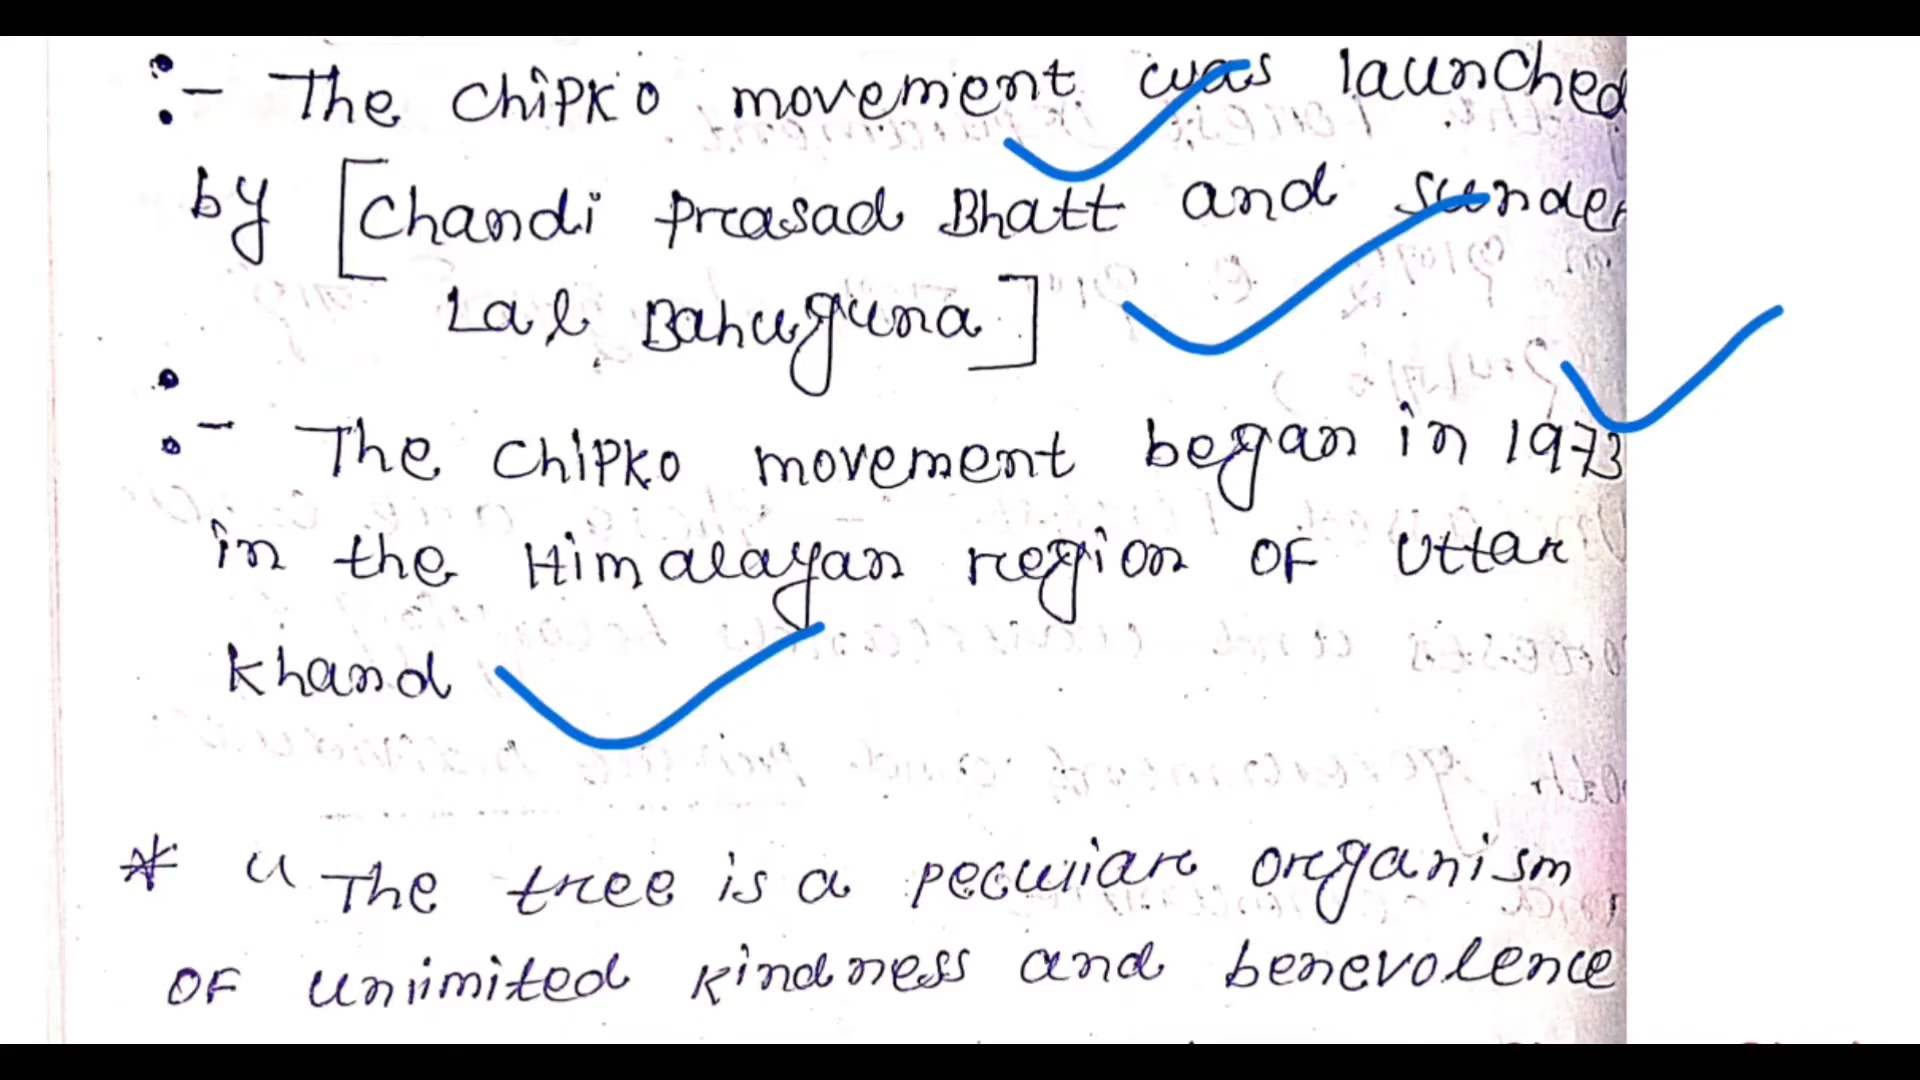 :- The Chipko movement was launched
by [Chandi prasad Bhatt and sunder
Lal Bahuguna]
:- The Chipko movement began in 1973
in the Himalayan region of Uttar
khand
* " The tree is a peculiar organism
of unlimited kindness and benevolence